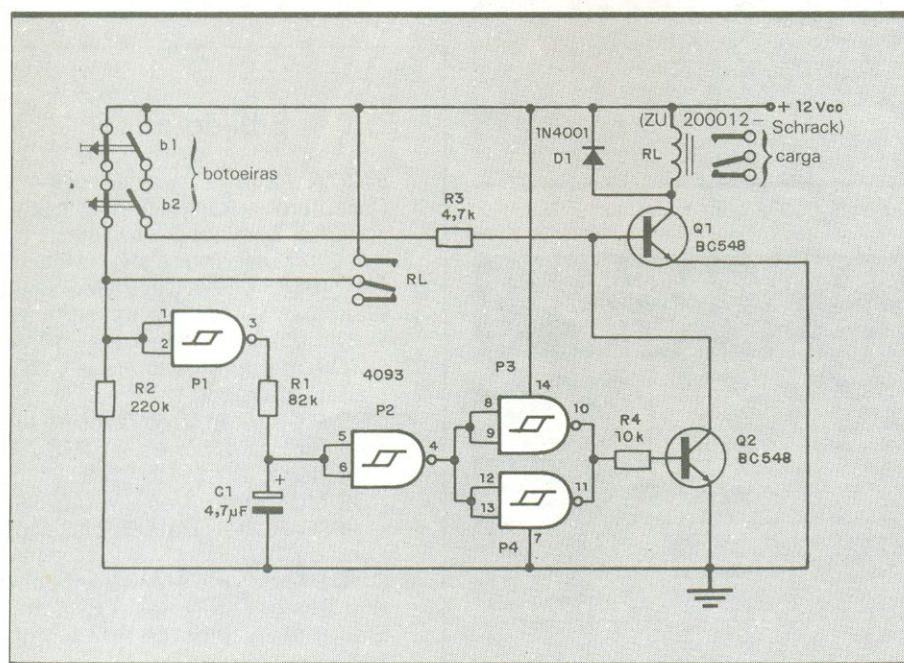 + 12 Vcc
(ZU 200012 – Schrack)
1N4001
D1
RL
carga
b1
botoeiras
b2
R3
4,7k
Q1
BC548
RL
1
2
3
P1
R2
220k
R1
82k
4093
P2
P3
14
8
9
10
5
6
4
R4
10k
Q2
BC548
12
13
11
C1
4,7µF
+
P4
7